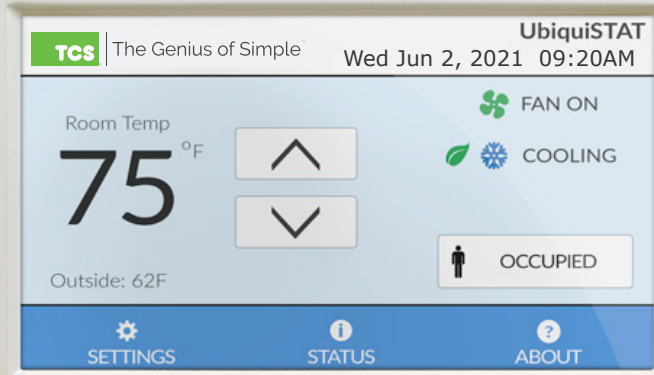 UbiquiSTAT
TCS The Genius of Simple™
Wed Jun 2, 2021 09:20AM
Room Temp
75 °F
FAN ON
COOLING
Outside: 62F
OCCUPIED
SETTINGS
STATUS
ABOUT